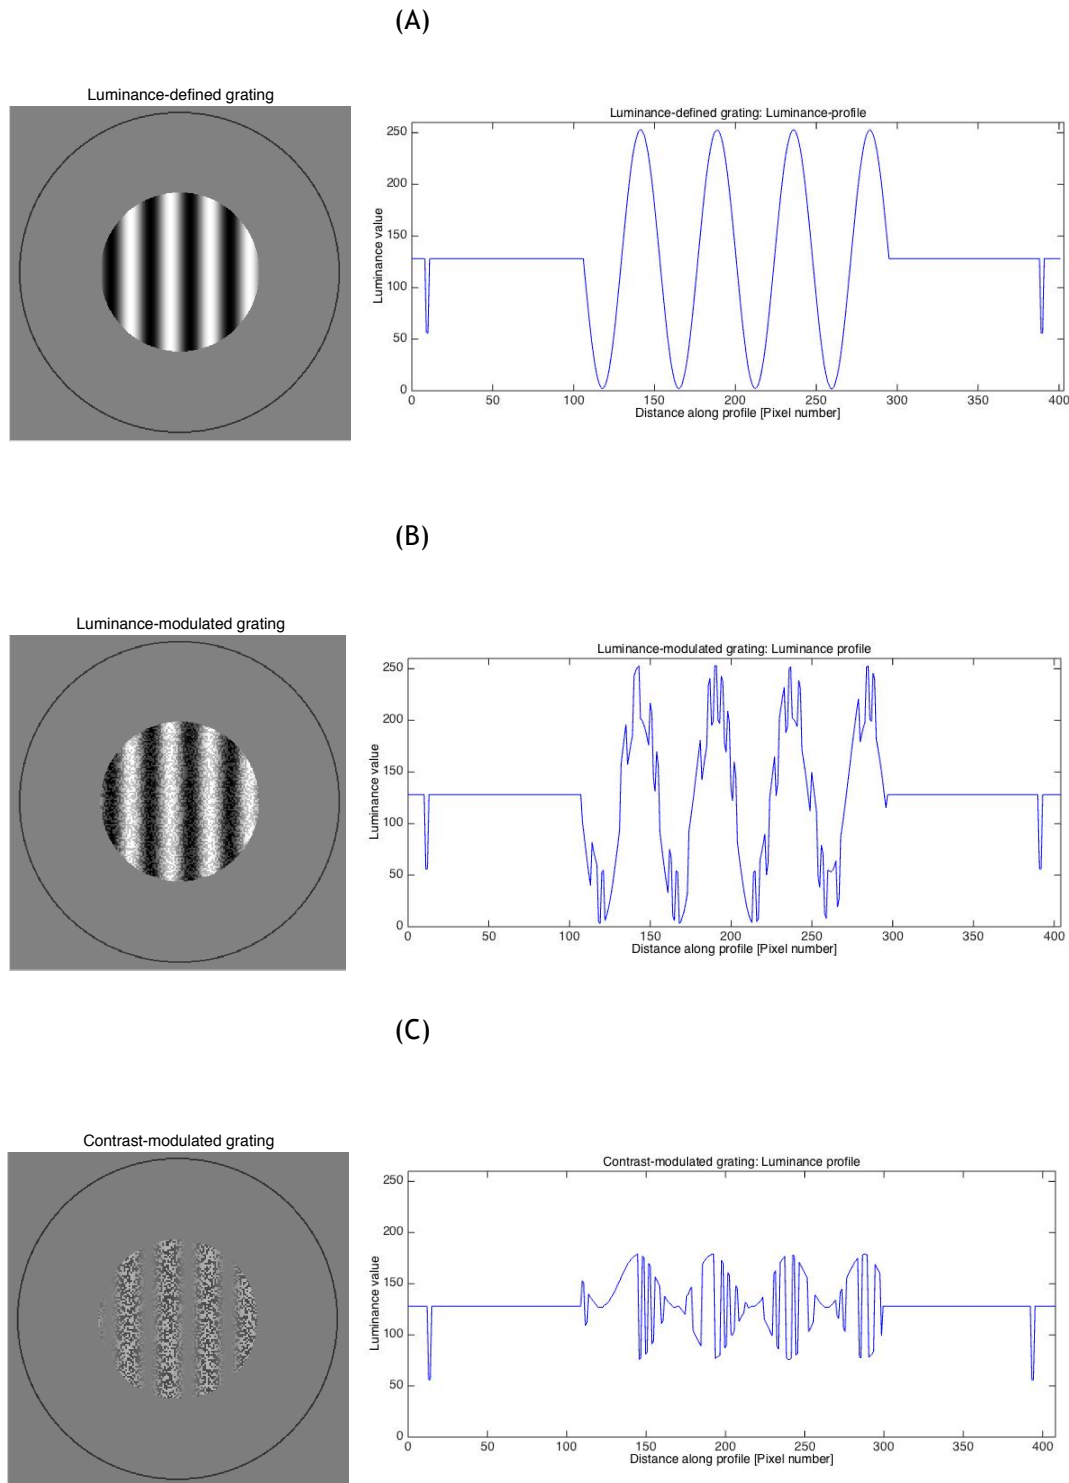 (A)
Luminance-defined grating
Luminance-defined grating: Luminance-profile
250
200
150
100
50
0
Luminance value
0 50 100 150 200 250 300 350 400
Distance along profile [Pixel number]
(B)
Luminance-modulated grating
Luminance-modulated grating: Luminance profile
250
200
150
100
50
0
Luminance value
0 50 100 150 200 250 300 350 400
Distance along profile [Pixel number]
(C)
Contrast-modulated grating
Contrast-modulated grating: Luminance profile
250
200
150
100
50
0
Luminance value
0 50 100 150 200 250 300 350 400
Distance along profile [Pixel number]